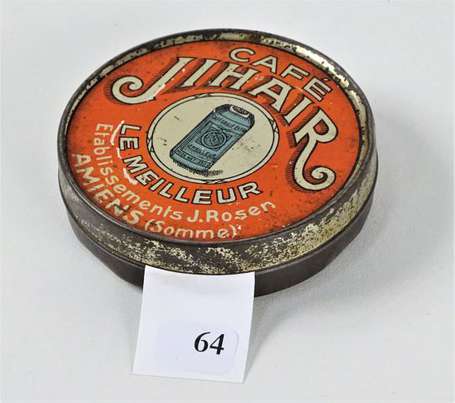 CAFÉ
JIHAIR
LE MEILLEUR
Etablissements J. Rosen
AMIENS (Somme)
64